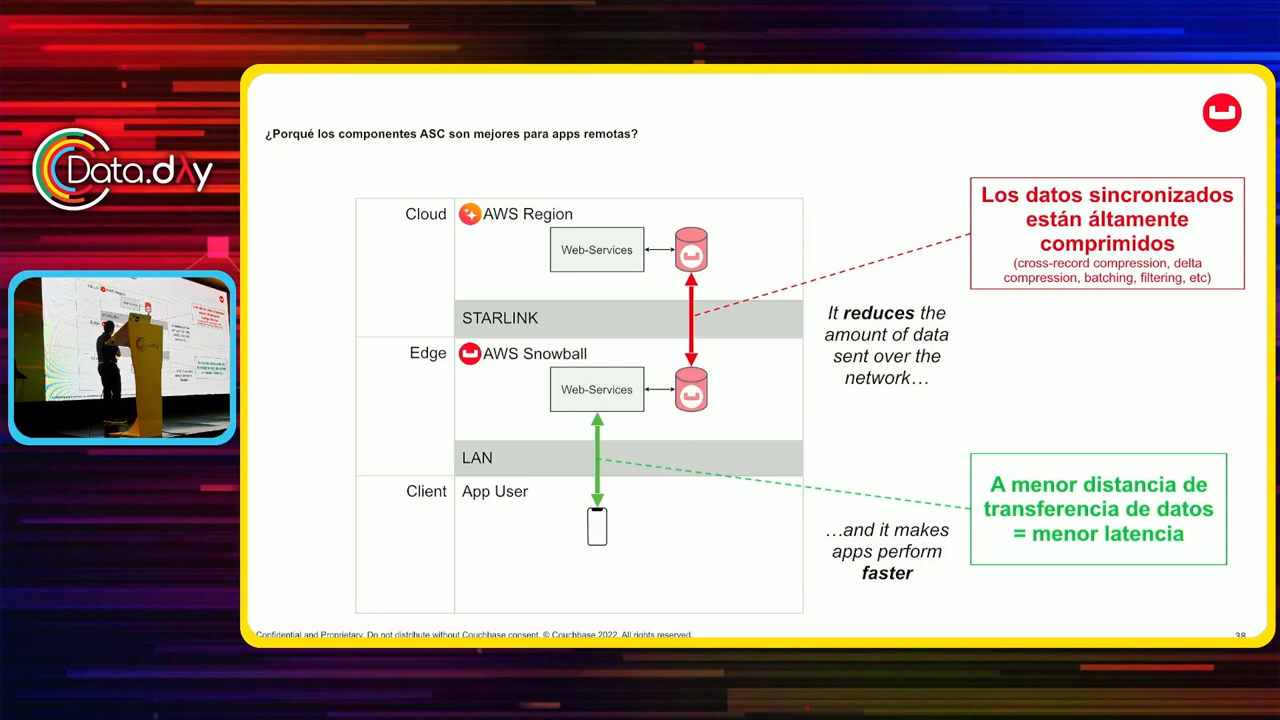 ¿Porqué los componentes ASC son mejores para apps remotas?
Data.dAy
Cloud
AWS Region
Web-Services
STARLINK
Edge
AWS Snowball
Web-Services
LAN
Client
App User
Los datos sincronizados
están áltamente
comprimidos
(cross-record compression, delta
compression, batching, filtering, etc)
It reduces the
amount of data
sent over the
network…
A menor distancia de
transferencia de datos
= menor latencia
…and it makes
apps perform
faster
Confidential and Proprietary. Do not distribute without Couchbase consent. © Couchbase 2022. All rights reserved.
38